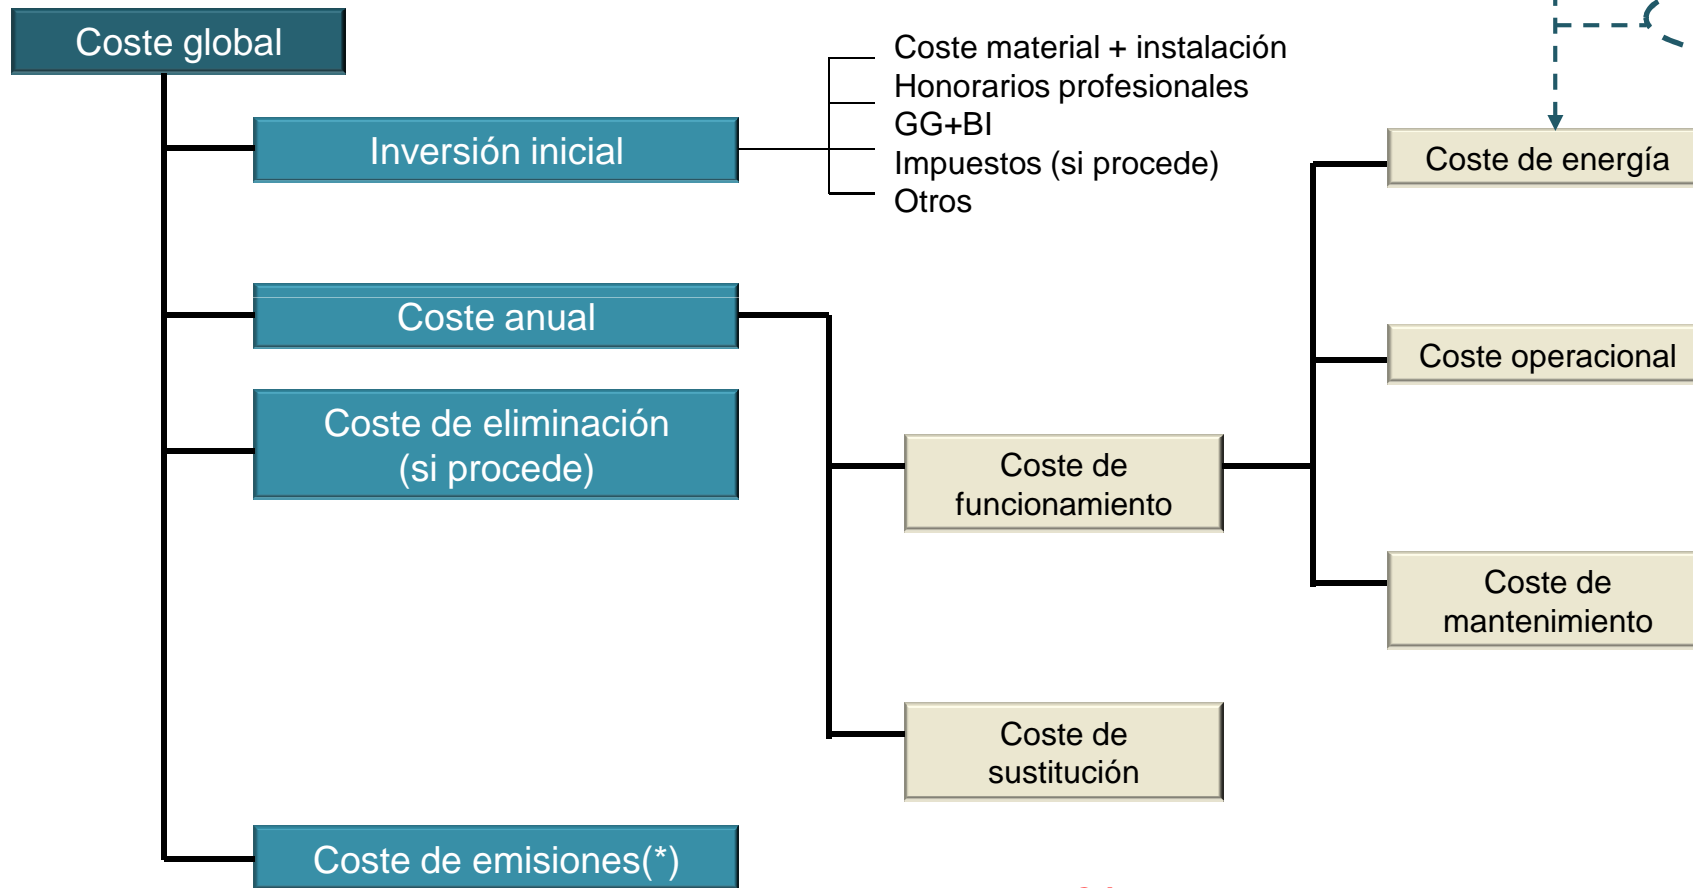 Coste global
Inversión inicial
Coste material + instalación
Honorarios profesionales
GG+BI
Impuestos (si procede)
Otros
Coste anual
Coste de eliminación
(si procede)
Coste de emisiones(*)
Coste de
funcionamiento
Coste de
sustitución
Coste de energía
Coste operacional
Coste de
mantenimiento